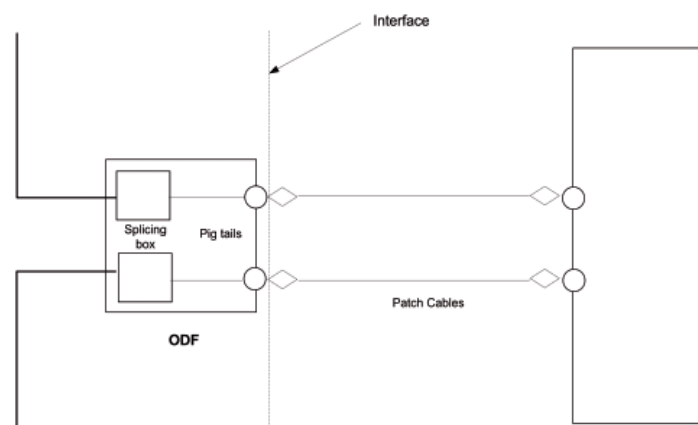 Interface
Splicing
box
Pig tails
Patch Cables
ODF